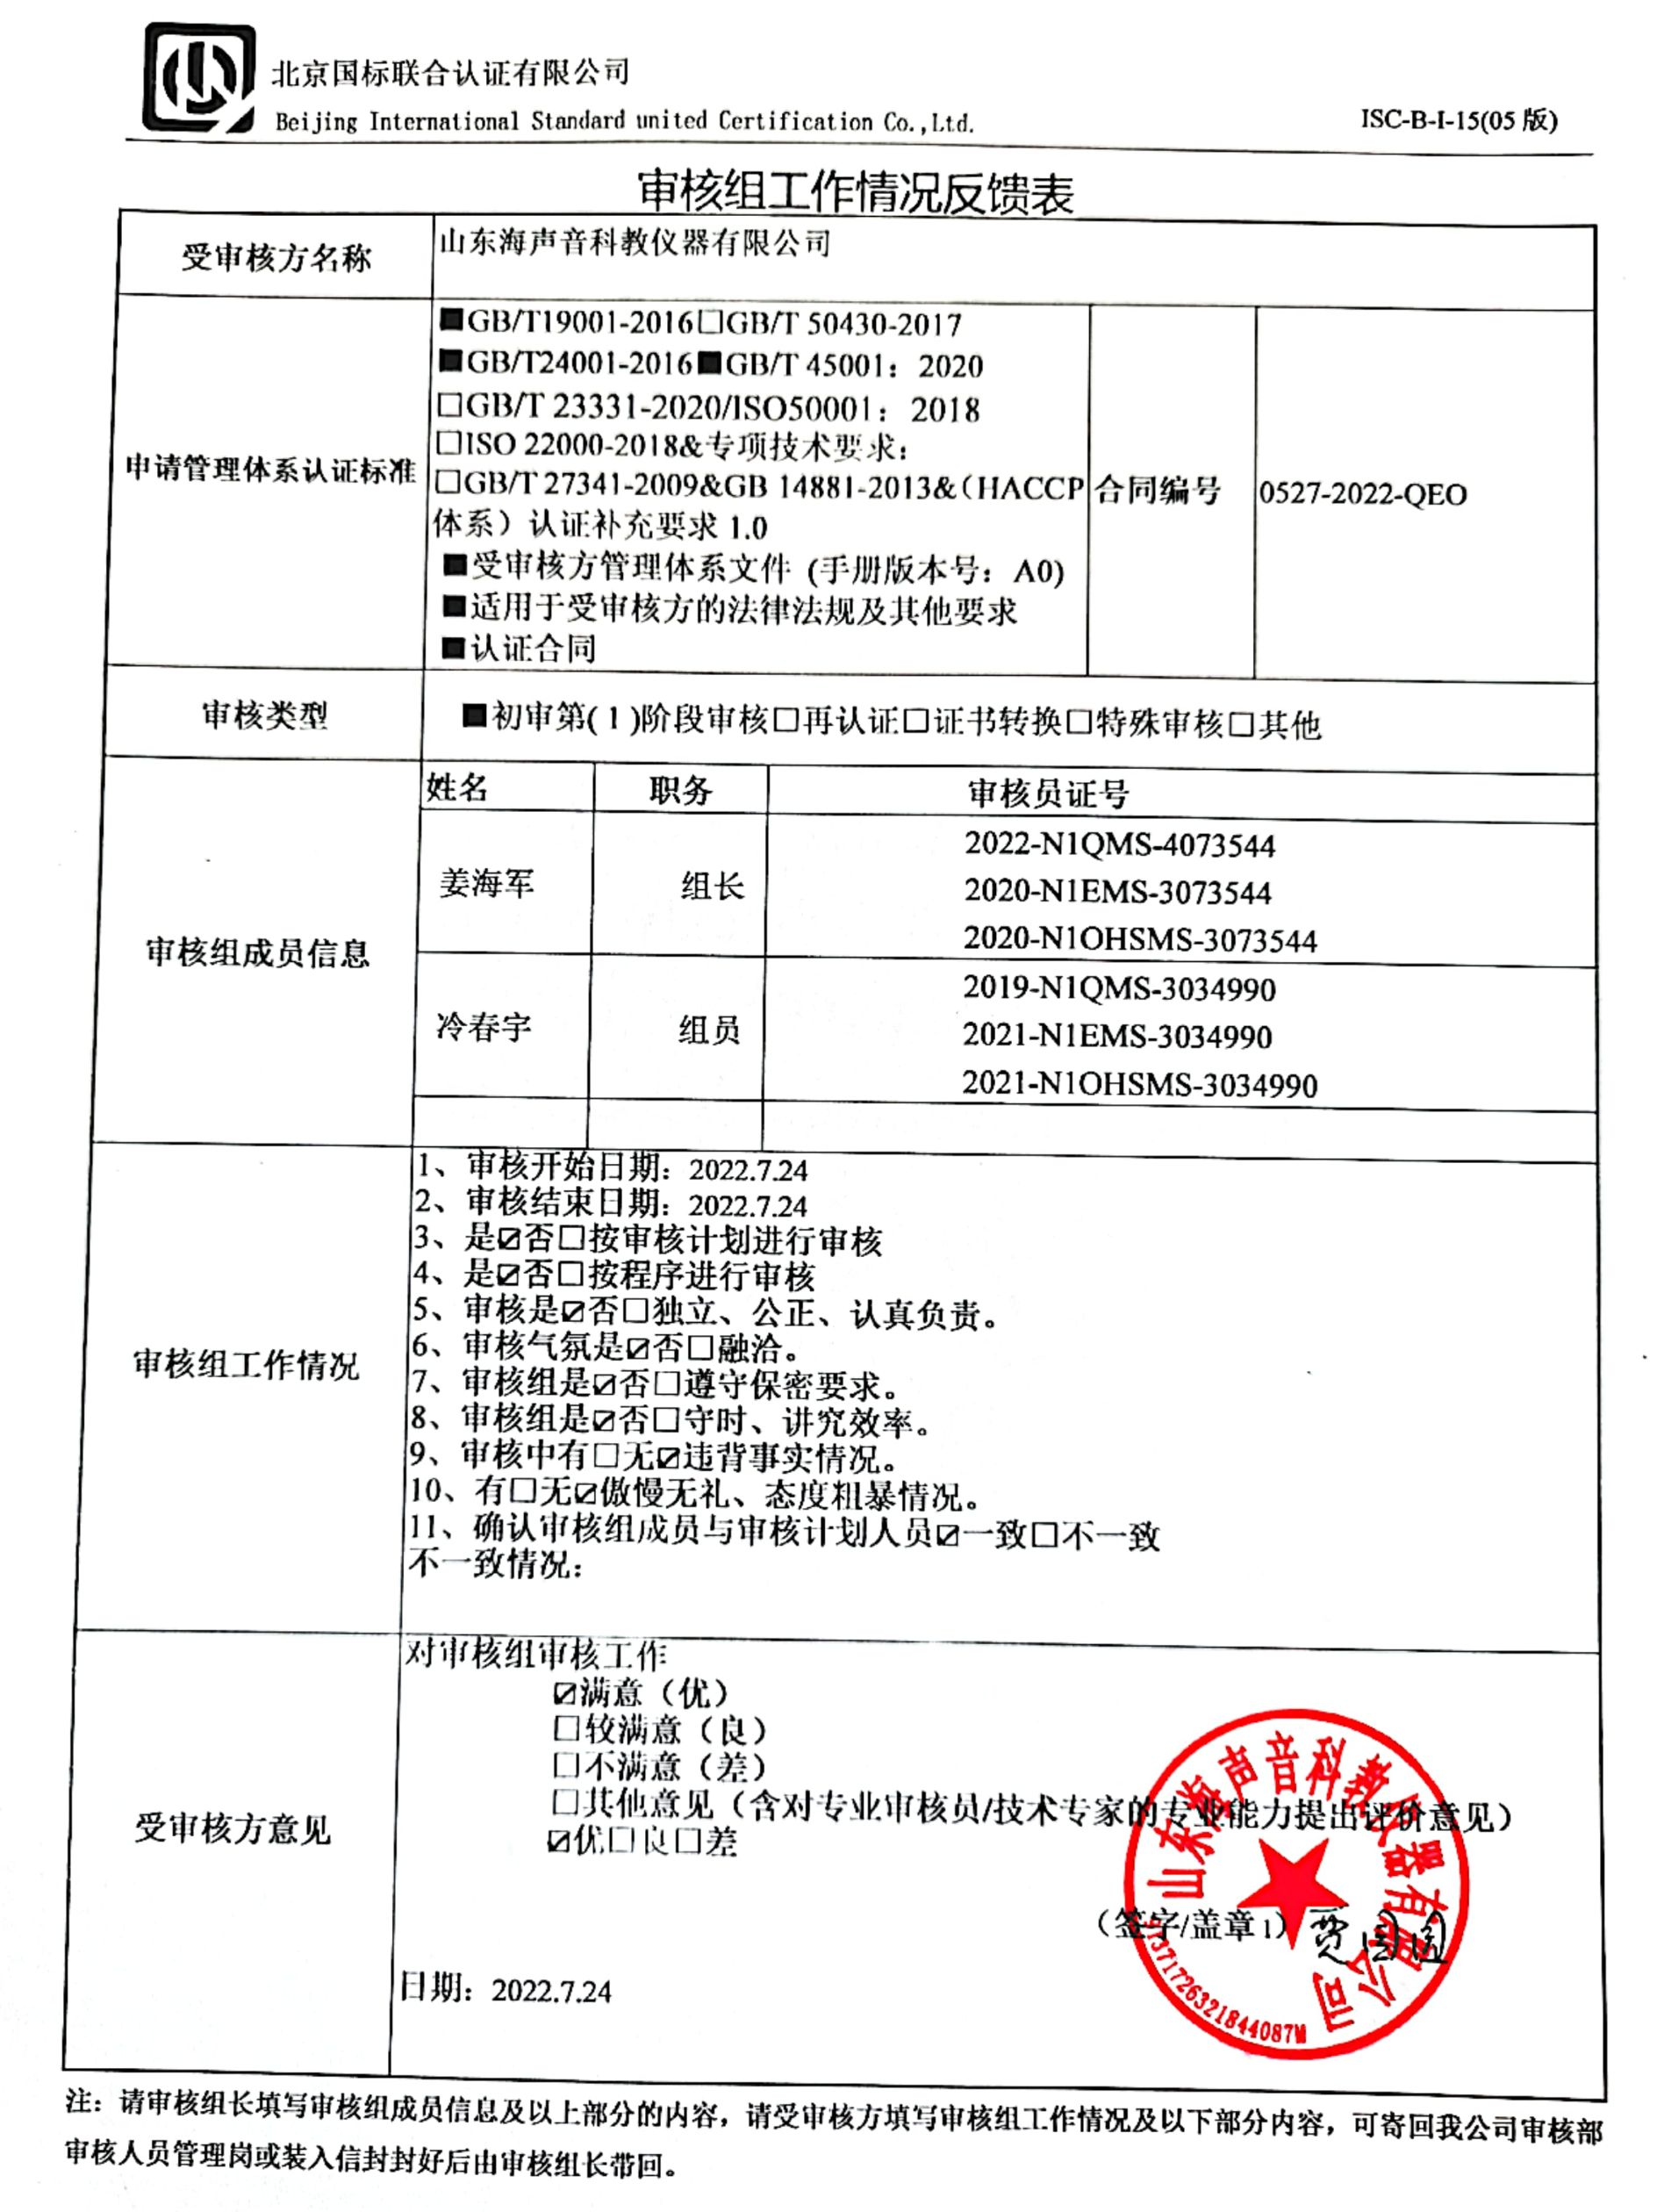 北京国标联合认证有限公司
Beijing International Standard united Certification Co.,Ltd.
ISC-B-I-15(05 版)
审核组工作情况反馈表
受审核方名称
山东海声音科教仪器有限公司
申请管理体系认证标准
■GB/T19001-2016□GB/T 50430-2017
■GB/T24001-2016■GB/T 45001：2020
□GB/T 23331-2020/ISO50001：2018
□ISO 22000-2018&专项技术要求：
□GB/T 27341-2009&GB 14881-2013&（HACCP
体系）认证补充要求 1.0
■受审核方管理体系文件 (手册版本号：A0)
■适用于受审核方的法律法规及其他要求
■认证合同
合同编号
0527-2022-QEO
审核类型
■初审第( 1 )阶段审核□再认证□证书转换□特殊审核□其他
审核组成员信息
姓名 职务 审核员证号
姜海军 组长
2022-N1QMS-4073544
2020-N1EMS-3073544
2020-N1OHSMS-3073544
冷春宇 组员
2019-N1QMS-3034990
2021-N1EMS-3034990
2021-N1OHSMS-3034990
审核组工作情况
1、审核开始日期：2022.7.24
2、审核结束日期：2022.7.24
3、是☑否□按审核计划进行审核
4、是☑否□按程序进行审核
5、审核是☑否□独立、公正、认真负责。
6、审核气氛是☑否□融洽。
7、审核组是☑否□遵守保密要求。
8、审核组是☑否□守时、讲究效率。
9、审核中有□无☑违背事实情况。
10、有□无☑傲慢无礼、态度粗暴情况。
11、确认审核组成员与审核计划人员☑一致□不一致
不一致情况：
受审核方意见
对审核组审核工作
☑满意（优）
□较满意（良）
□不满意（差）
□其他意见（含对专业审核员/技术专家的专业能力提出评价意见）
☑优□良□差
（签字/盖章1）
山东海声音科教仪器有限公司
日期：2022.7.24
注：请审核组长填写审核组成员信息及以上部分的内容，请受审核方填写审核组工作情况及以下部分内容，可寄回我公司审核部
审核人员管理岗或装入信封封好后由审核组长带回。